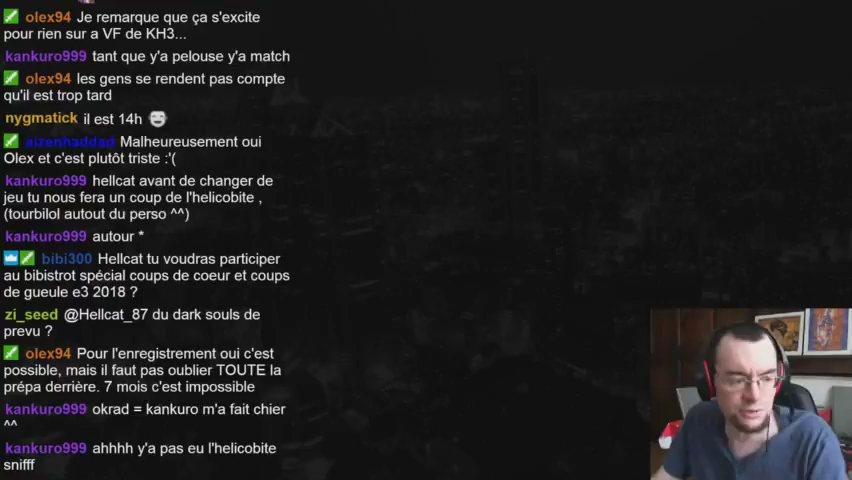 olex94 Je remarque que ça s'excite
pour rien sur a VF de KH3...
kankuro999 tant que y'a pelouse y'a match
olex94 les gens se rendent pas compte
qu'il est trop tard
nygmatick il est 14h
aizenhaddad Malheureusement oui
Olex et c'est plutôt triste :'(
kankuro999 hellcat avant de changer de
jeu tu nous fera un coup de l'helicobite ,
(tourbilol autout du perso ^^)
kankuro999 autour *
bibi300 Hellcat tu voudras participer
au bibistrot spécial coups de coeur et coups
de gueule e3 2018 ?
zi_seed @Hellcat_87 du dark souls de
prevu ?
olex94 Pour l'enregistrement oui c'est
possible, mais il faut pas oublier TOUTE la
prépa derrière. 7 mois c'est impossible
kankuro999 okrad = kankuro m'a fait chier
^^
kankuro999 ahhhh y'a pas eu l'helicobite
snifff